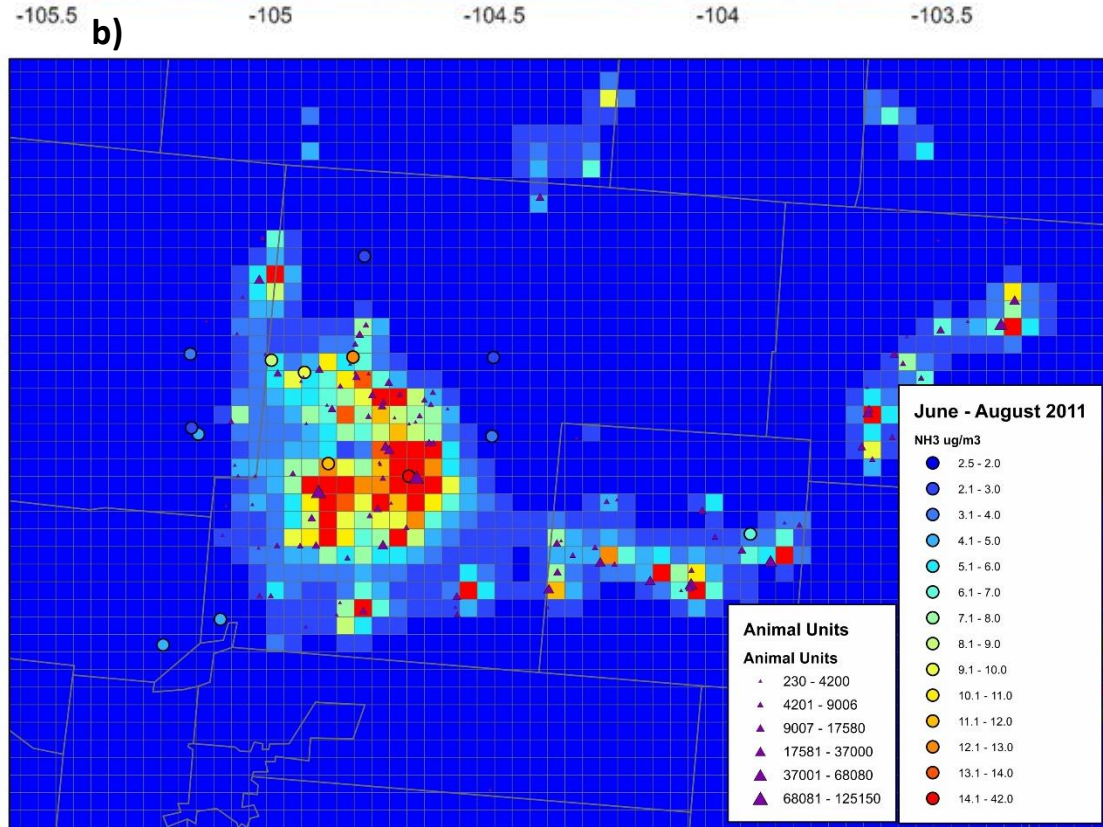 -105.5 -105 -104.5 -104 -103.5
b)
June - August 2011
NH3 ug/m3
2.5 - 2.0
2.1 - 3.0
3.1 - 4.0
4.1 - 5.0
5.1 - 6.0
6.1 - 7.0
7.1 - 8.0
8.1 - 9.0
9.1 - 10.0
10.1 - 11.0
11.1 - 12.0
12.1 - 13.0
13.1 - 14.0
14.1 - 42.0
Animal Units
Animal Units
230 - 4200
4201 - 9006
9007 - 17580
17581 - 37000
37001 - 68080
68081 - 125150